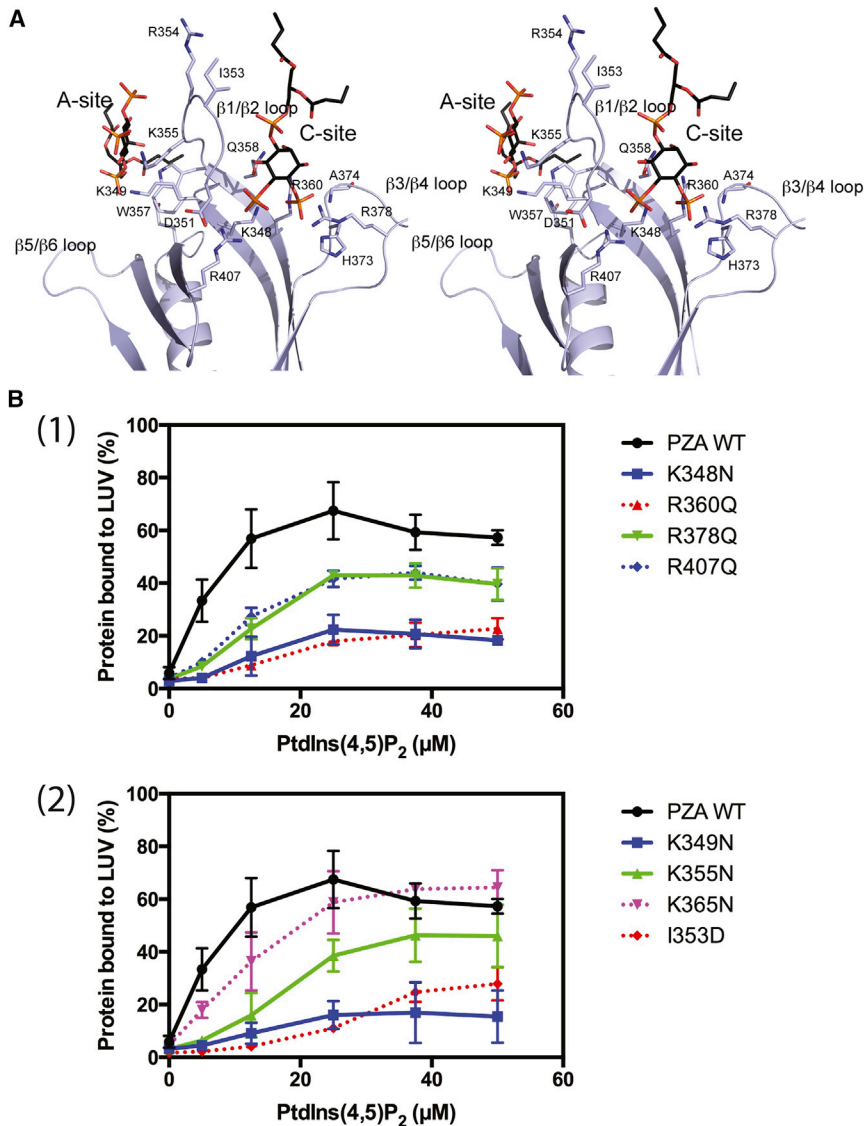 A
R354
I353
A-site
β1/β2 loop
C-site
K355
Q358
K349
R360
A374
β3/β4 loop
W357
D351
K348
R378
β5/β6 loop
R407
H373
R354
I353
A-site
β1/β2 loop
C-site
K355
Q358
K349
R360
A374
β3/β4 loop
W357
D351
K348
R378
β5/β6 loop
R407
H373
B
(1)
Protein bound to LUV (%)
100
80
60
40
20
0
0 20 40 60
PtdIns(4,5)P₂ (µM)
PZA WT
K348N
R360Q
R378Q
R407Q
(2)
Protein bound to LUV (%)
100
80
60
40
20
0
0 20 40 60
PtdIns(4,5)P₂ (µM)
PZA WT
K349N
K355N
K365N
I353D